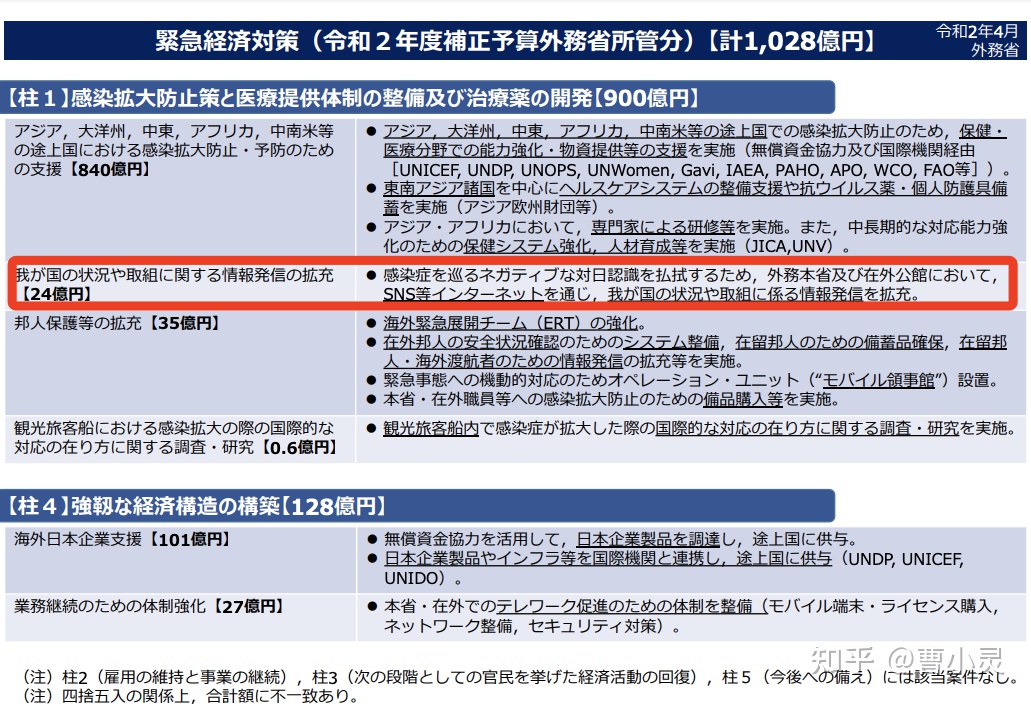 緊急経済対策（令和２年度補正予算外務省所管分）【計1,028億円】
令和2年4月
外務省
【柱１】感染拡大防止策と医療提供体制の整備及び治療薬の開発【900億円】
アジア，大洋州，中東，アフリカ，中南米等
の途上国における感染拡大防止・予防のため
の支援【840億円】
● アジア，大洋州，中東，アフリカ，中南米等の途上国での感染拡大防止のため，保健・
医療分野での能力強化・物資提供等の支援を実施（無償資金協力及び国際機関経由
［UNICEF, UNDP, UNOPS, UNWomen, Gavi, IAEA, PAHO, APO, WCO, FAO等］）。
● 東南アジア諸国を中心にヘルスケアシステムの整備支援や抗ウイルス薬・個人防護具備
蓄を実施（アジア欧州財団等）。
● アジア・アフリカにおいて，専門家による研修等を実施。また，中長期的な対応能力強
化のための保健システム強化，人材育成等を実施（JICA,UNV）。
我が国の状況や取組に関する情報発信の拡充
【24億円】
● 感染症を巡るネガティブな対日認識を払拭するため，外務本省及び在外公館において，
SNS等インターネットを通じ，我が国の状況や取組に係る情報発信を拡充。
邦人保護等の拡充【35億円】
● 海外緊急展開チーム（ERT）の強化。
● 在外邦人の安全状況確認のためのシステム整備，在留邦人のための備蓄品確保，在留邦
人・海外渡航者のための情報発信の拡充等を実施。
● 緊急事態への機動的対応のためオペレーション・ユニット（“モバイル領事館”）設置。
● 本省・在外職員等への感染拡大防止のための備品購入等を実施。
観光旅客船における感染拡大の際の国際的な
対応の在り方に関する調査・研究【0.6億円】
● 観光旅客船内で感染症が拡大した際の国際的な対応の在り方に関する調査・研究を実施。
【柱４】強靱な経済構造の構築【128億円】
海外日本企業支援【101億円】
● 無償資金協力を活用して，日本企業製品を調達し，途上国に供与。
● 日本企業製品やインフラ等を国際機関と連携し，途上国に供与（UNDP, UNICEF,
UNIDO）。
業務継続のための体制強化【27億円】
● 本省・在外でのテレワーク促進のための体制を整備（モバイル端末・ライセンス購入，
ネットワーク整備，セキュリティ対策）。
（注）柱2（雇用の維持と事業の継続），柱3（次の段階としての官民を挙げた経済活動の回復），柱５（今後への備え）には該当案件なし。
（注）四捨五入の関係上，合計額に不一致あり。
知乎 @曹小灵